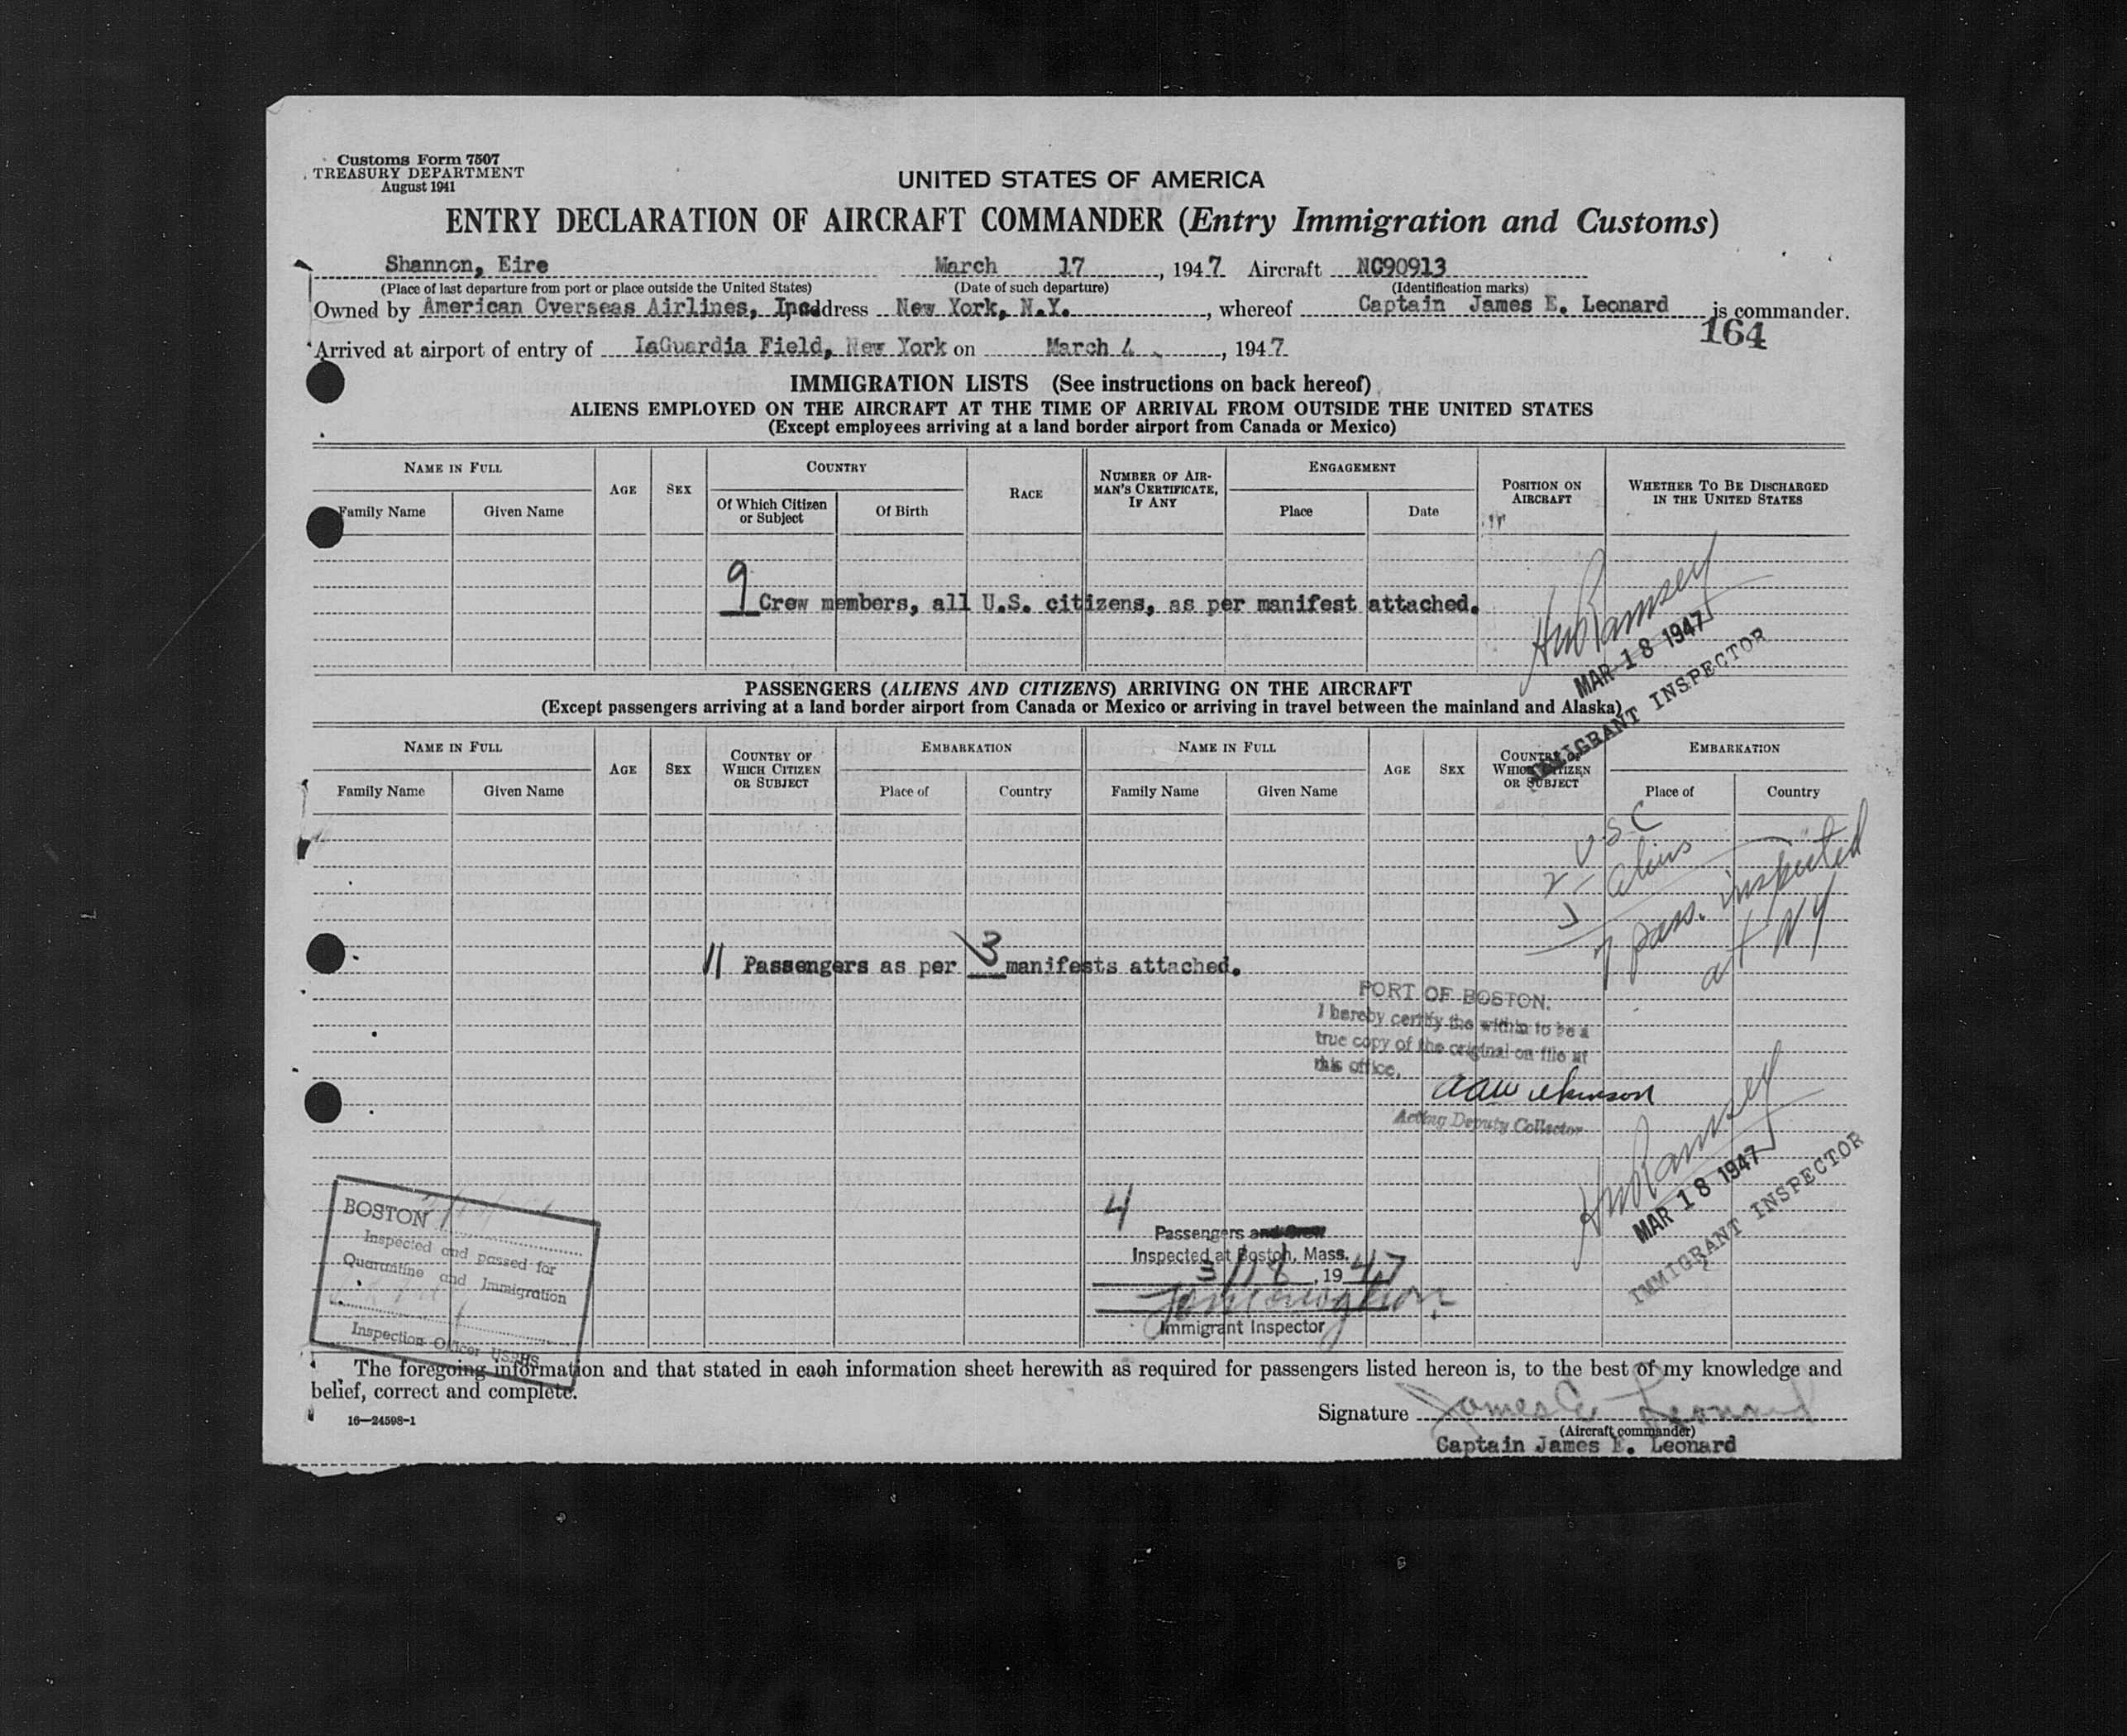 Customs Form 7507
TREASURY DEPARTMENT
August 1941
UNITED STATES OF AMERICA
ENTRY DECLARATION OF AIRCRAFT COMMANDER (Entry Immigration and Customs)
Shannon, Eire March 17, 1947 Aircraft NC90913
(Place of last departure from port or place outside the United States) (Date of such departure) (Identification marks)
Owned by American Overseas Airlines, Inc. Address New York, N.Y., whereof Captain James E. Leonard is commander.
164
Arrived at airport of entry of LaGuardia Field, New York on March, 1947
IMMIGRATION LISTS (See instructions on back hereof)
ALIENS EMPLOYED ON THE AIRCRAFT AT THE TIME OF ARRIVAL FROM OUTSIDE THE UNITED STATES
(Except employees arriving at a land border airport from Canada or Mexico)
NAME IN FULL
Family Name
Given Name
AGE
SEX
COUNTRY
Of Which Citizen or Subject
Of Birth
RACE
NUMBER OF AIRMAN'S CERTIFICATE, IF ANY
ENGAGEMENT
Place
Date
POSITION ON AIRCRAFT
WHETHER TO BE DISCHARGED IN THE UNITED STATES
9 Crew members, all U.S. citizens, as per manifest attached.
HW Ramsey
MAR 18 1947
IMMIGRANT INSPECTOR
PASSENGERS (ALIENS AND CITIZENS) ARRIVING ON THE AIRCRAFT
(Except passengers arriving at a land border airport from Canada or Mexico or arriving in travel between the mainland and Alaska)
NAME IN FULL
Family Name
Given Name
AGE
SEX
COUNTRY OF WHICH CITIZEN OR SUBJECT
EMBARKATION
Place of
Country
NAME IN FULL
Family Name
Given Name
AGE
SEX
COUNTRY OF WHICH CITIZEN OR SUBJECT
EMBARKATION
Place of
Country
2 USC
5 aliens
7 pass. inspected
at NY
11 Passengers as per 3 manifests attached.
PORT OF BOSTON.
I hereby certify the within to be a
true copy of the original on file at
this office.
Acting Deputy Collector
HW Ramsey
MAR 18 1947
IMMIGRANT INSPECTOR
BOSTON
Inspected and passed for
Quarantine and Immigration
Inspection Officer USPHS
4
Passengers and Crew
Inspected at Boston, Mass.
3/18, 1947
Immigrant Inspector
The foregoing information and that stated in each information sheet herewith as required for passengers listed hereon is, to the best of my knowledge and
belief, correct and complete.
16—24598-1
Signature James E Leonard
(Aircraft commander)
Captain James E. Leonard